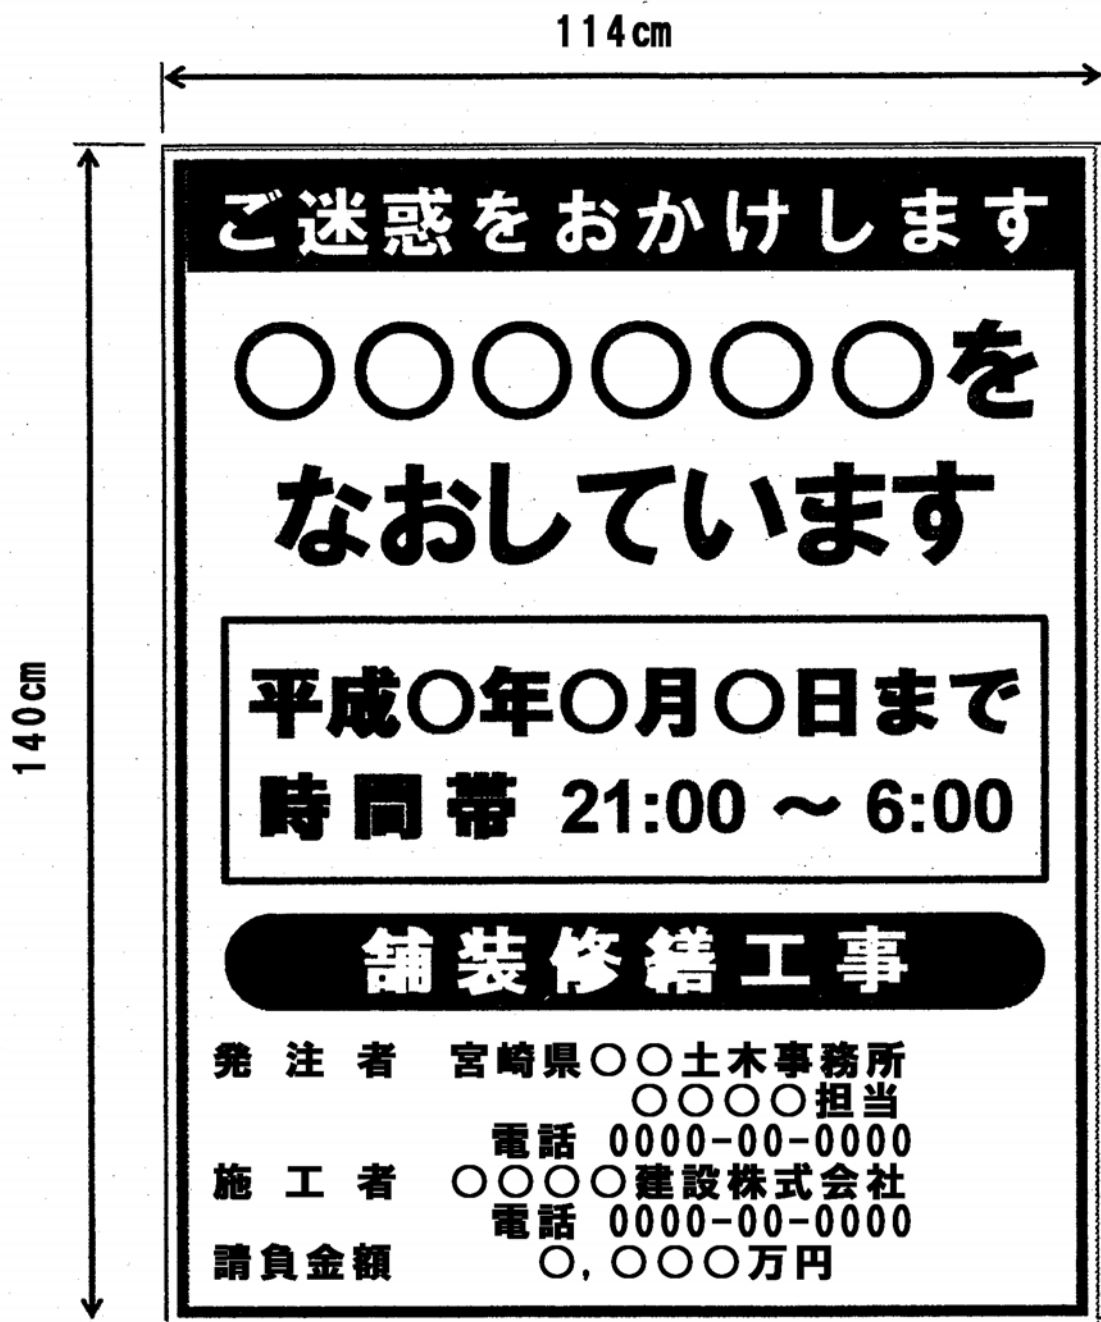 114cm
140cm
ご迷惑をおかけします
○○○○○○を
なおしています
平成○年○月○日まで
時間帯 21:00 ～ 6:00
舗装修繕工事
発注者 宮崎県○○土木事務所
○○○○担当
電話 0000-00-0000
施工者 ○○○○建設株式会社
電話 0000-00-0000
請負金額 ○,○○○万円